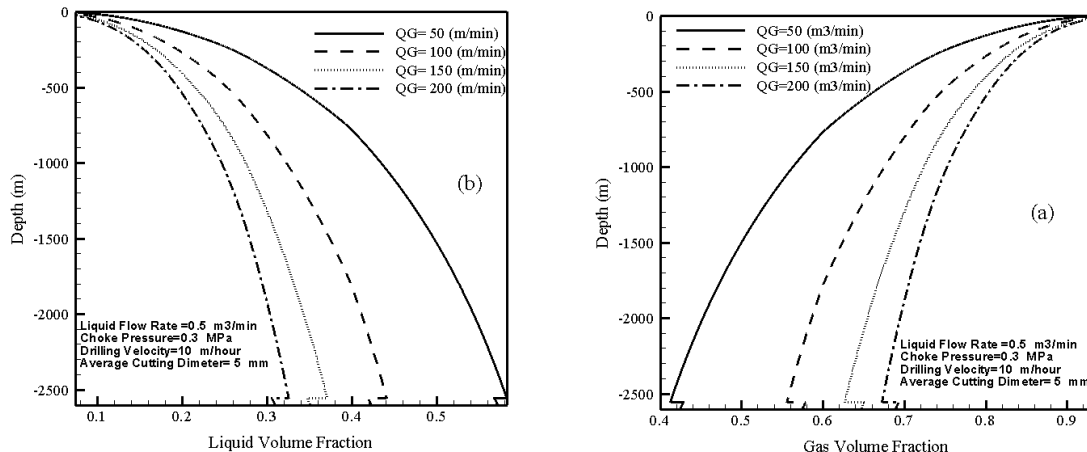 0
-500
-1000
-1500
-2000
-2500
Depth (m)
0.1
0.2
0.3
0.4
0.5
Liquid Volume Fraction
QG= 50 (m/min)
QG= 100 (m/min)
QG= 150 (m/min)
QG= 200 (m/min)
(b)
Liquid Flow Rate =0.5 m3/min
Choke Pressure=0.3 MPa
Drilling Velocity=10 m/hour
Average Cutting Dimeter= 5 mm
0
-500
-1000
-1500
-2000
-2500
Depth (m)
0.4
0.5
0.6
0.7
0.8
0.9
Gas Volume Fraction
QG=50 (m3/min)
QG=100 (m3/min)
QG=150 (m3/min)
QG=200 (m3/min)
(a)
Liquid Flow Rate =0.5 m3/min
Choke Pressure=0.3 MPa
Drilling Velocity=10 m/hour
Average Cutting Dimeter= 5 mm